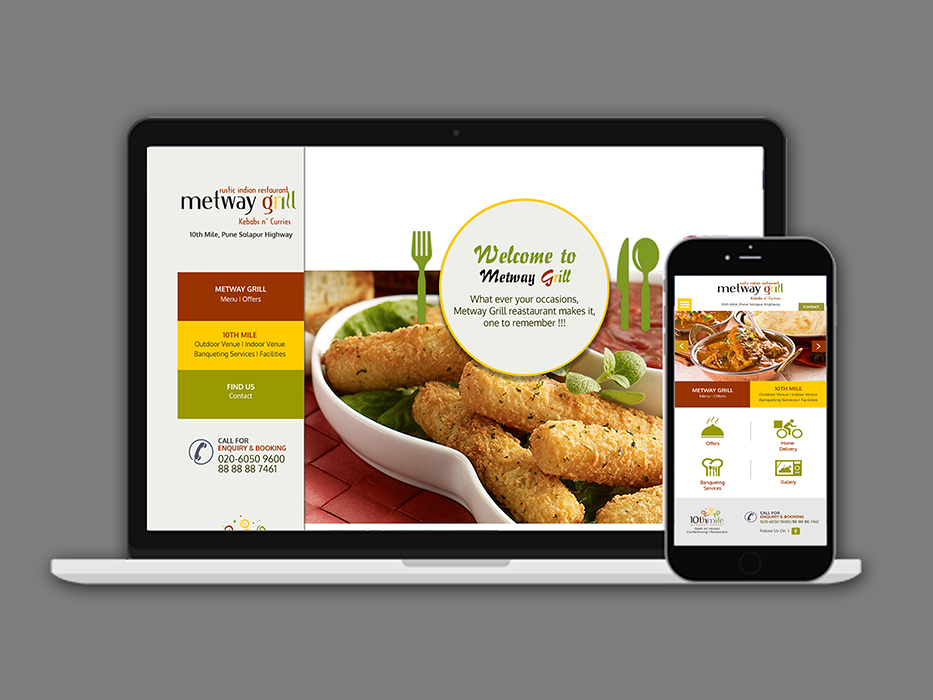 rustic indian restaurant
metway grill
Kebabs n' Curries
10th Mile, Pune Solapur Highway
METWAY GRILL
Menu | Offers
10TH MILE
Outdoor Venue | Indoor Venue
Banqueting Services | Facilities
FIND US
Contact
CALL FOR
ENQUIRY & BOOKING
020-6050 9600
88 88 88 7461
Welcome to
Metway Grill
What ever your occasions,
Metway Grill reastaurant makes it,
one to remember !!!
rustic indian restaurant
metway grill
Kebabs n' Curries
10th Mile, Pune Solapur Highway
Contact
METWAY GRILL
Menu | Offers
10TH MILE
Outdoor Venue | Indoor Venue
Banqueting Services | Facilities
Offers
Home
Delivery
Banqueting
Services
Gallery
10thmile
Open air venues
Conferencing | Restaurant
CALL FOR
ENQUIRY & BOOKING
020-6050 9600/88 88 88 7461
Follow Us On : f